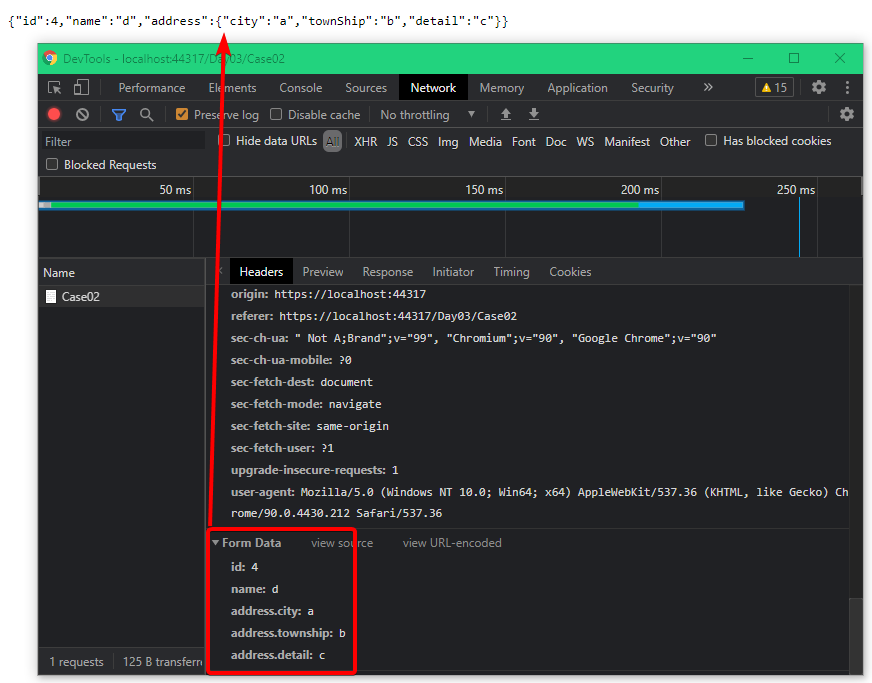 {"id":4,"name":"d","address":{"city":"a","townShip":"b","detail":"c"}}
DevTools - localhost:44317/Day03/Case02
Performance Elements Console Sources Network Memory Application Security » 15
Preserve log Disable cache No throttling
Filter Hide data URLs All XHR JS CSS Img Media Font Doc WS Manifest Other Has blocked cookies
Blocked Requests
50 ms 100 ms 150 ms 200 ms 250 ms
Name Headers Preview Response Initiator Timing Cookies
Case02
origin: https://localhost:44317
referer: https://localhost:44317/Day03/Case02
sec-ch-ua: " Not A;Brand";v="99", "Chromium";v="90", "Google Chrome";v="90"
sec-ch-ua-mobile: ?0
sec-fetch-dest: document
sec-fetch-mode: navigate
sec-fetch-site: same-origin
sec-fetch-user: ?1
upgrade-insecure-requests: 1
user-agent: Mozilla/5.0 (Windows NT 10.0; Win64; x64) AppleWebKit/537.36 (KHTML, like Gecko) Ch
rome/90.0.4430.212 Safari/537.36
Form Data view source view URL-encoded
id: 4
name: d
address.city: a
address.township: b
address.detail: c
1 requests 125 B transferre